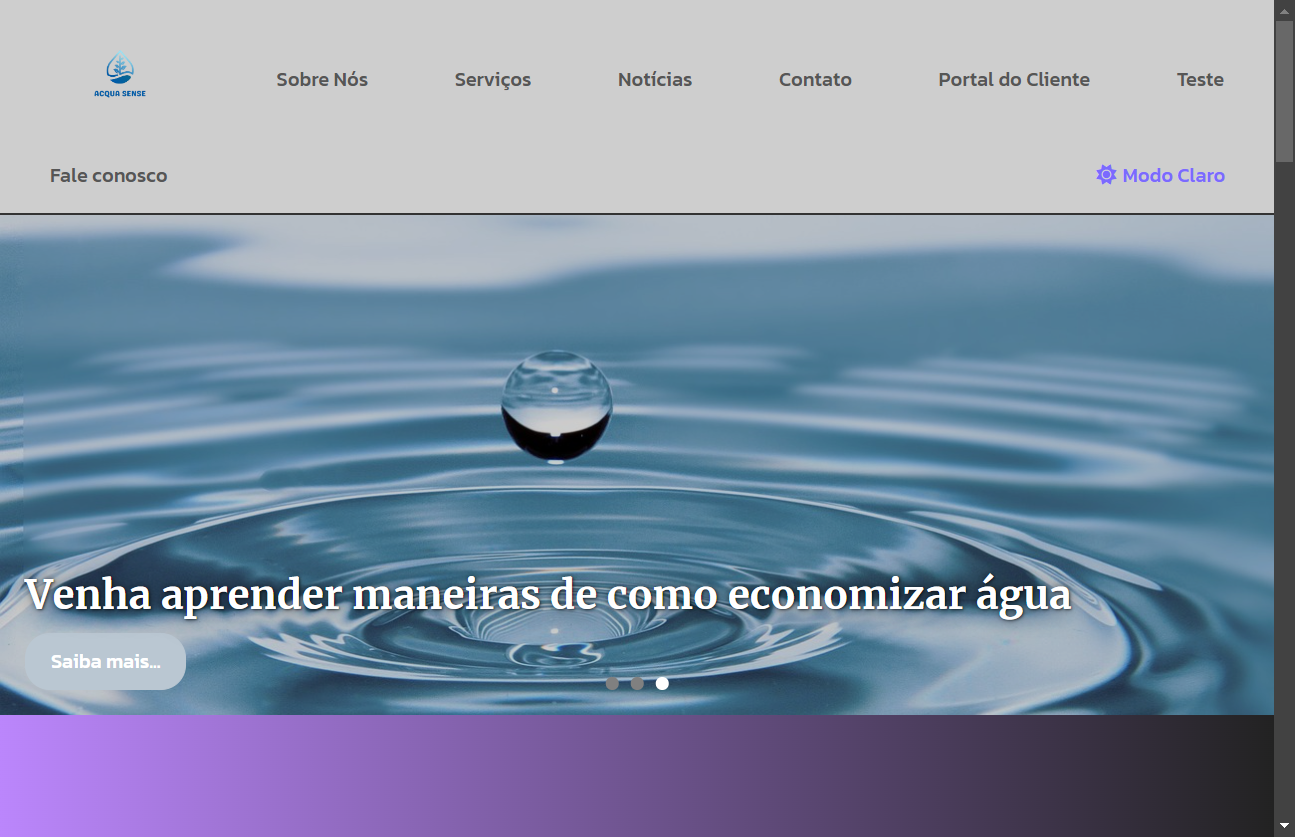 ACQUA SENSE
Sobre Nós
Serviços
Notícias
Contato
Portal do Cliente
Teste
Fale conosco
Modo Claro
Venha aprender maneiras de como economizar água
Saiba mais...